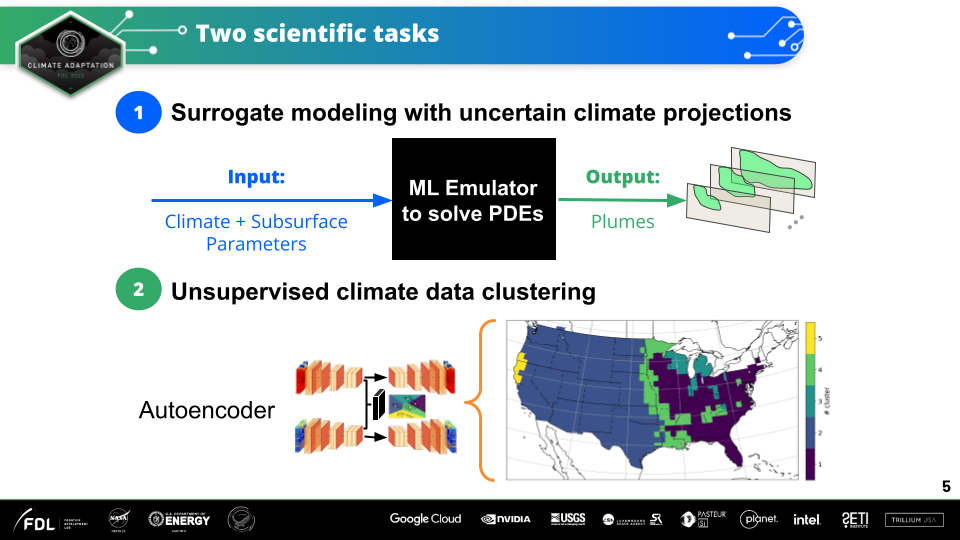 Two scientific tasks
CLIMATE ADAPTATION
FDL 2022
1
Surrogate modeling with uncertain climate projections
Input:
Climate + Subsurface
Parameters
ML Emulator
to solve PDEs
Output:
Plumes
2
Unsupervised climate data clustering
Autoencoder
5
4
3
2
1
# cluster
5
FDL
FRONTIER
DEVELOPMENT
LAB
NASA
U.S. DEPARTMENT OF
ENERGY
Google Cloud
NVIDIA
USGS
LUXEMBOURG
SPACE AGENCY
PASTEUR
planet.
intel.
SETI
INSTITUTE
TRILLIUM USA